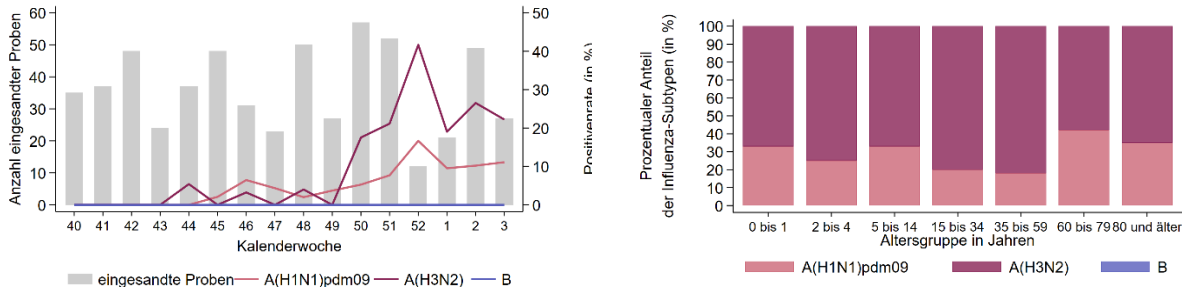 Anzahl eingesandter Proben
60
50
40
30
20
10
0
50
40
30
20
10
0
Positivenrate (in %)
40 41 42 43 44 45 46 47 48 49 50 51 52 1 2 3
Kalenderwoche
eingesandte Proben A(H1N1)pdm09 A(H3N2) B
Prozentualer Anteil
der Influenza-Subtypen (in %)
100
90
80
70
60
50
40
30
20
10
0
0 bis 1 2 bis 4 5 bis 14 15 bis 34 35 bis 59 60 bis 79 80 und älter
Altersgruppe in Jahren
A(H1N1)pdm09 A(H3N2) B